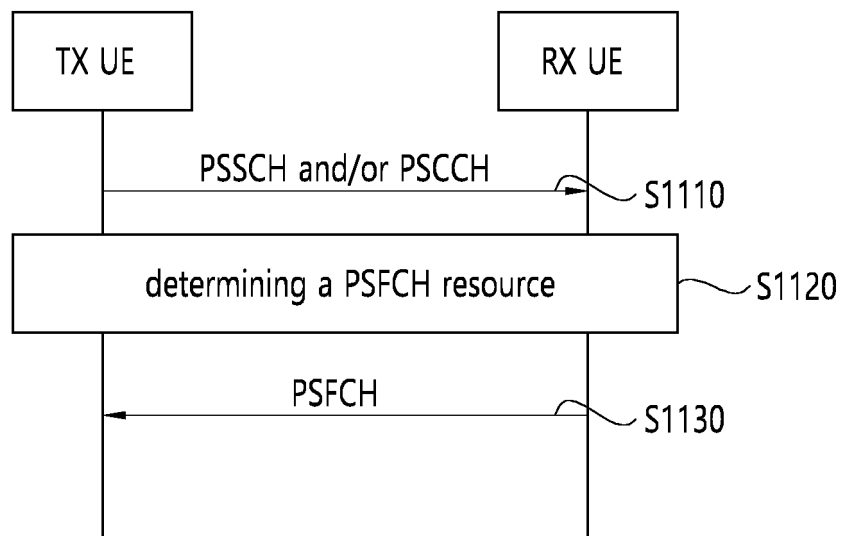 TX UE
RX UE
PSSCH and/or PSCCH
S1110
determining a PSFCH resource
S1120
PSFCH
S1130